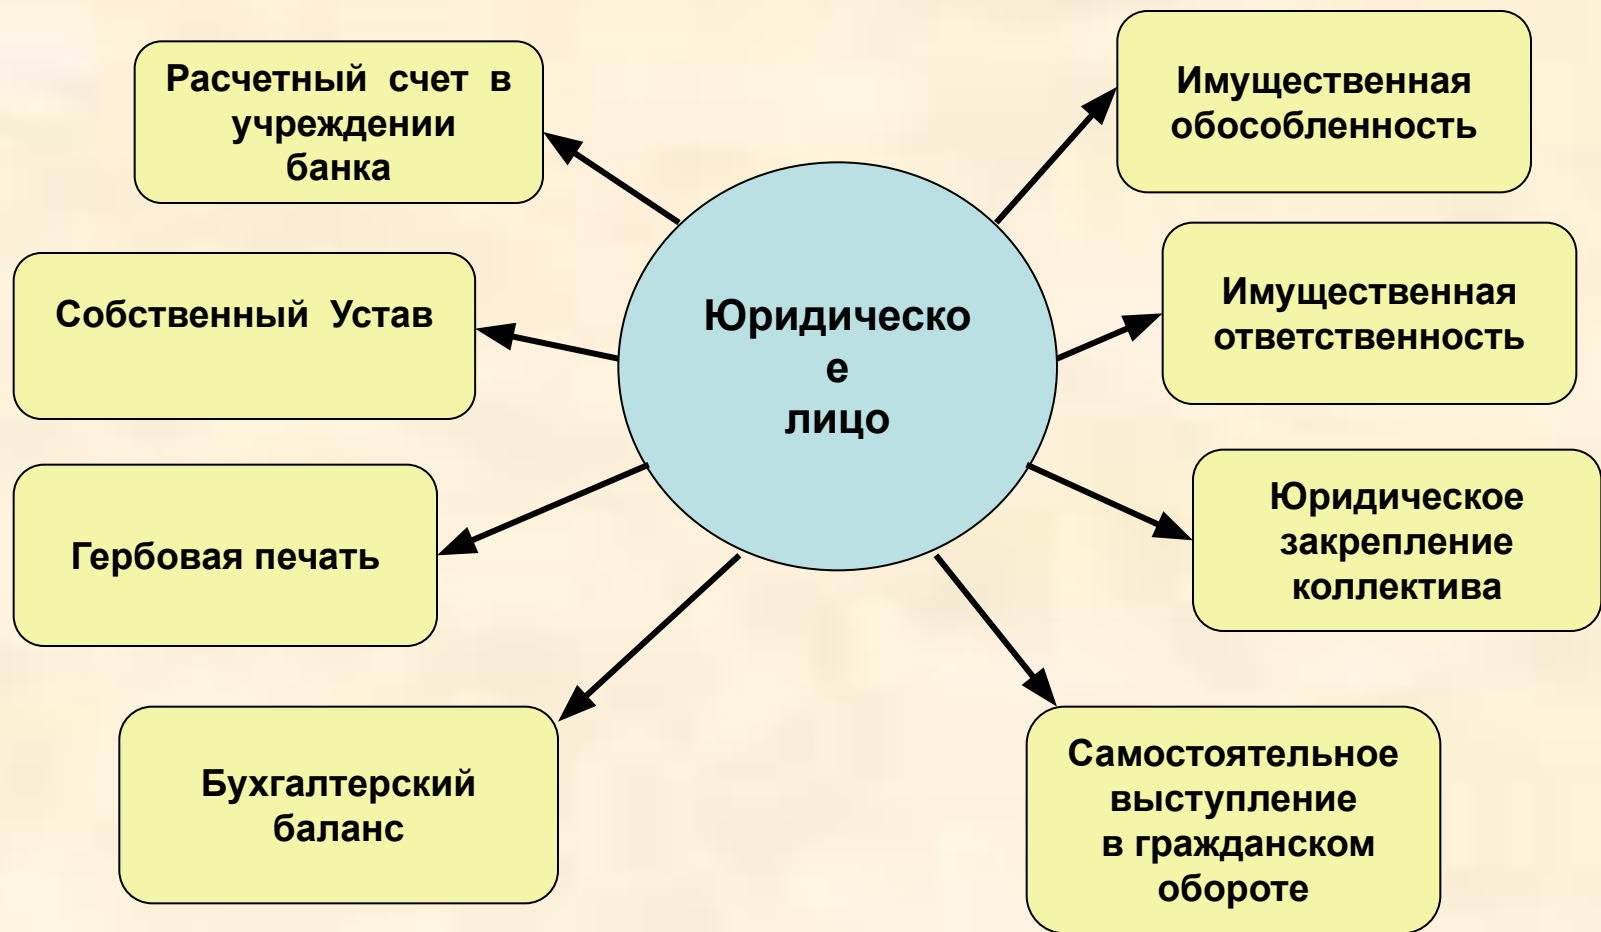 Расчетный счет в
учреждении
банка
Собственный Устав
Гербовая печать
Бухгалтерский
баланс
Юридическо
е
лицо
Имущественная
обособленность
Имущественная
ответственность
Юридическое
закрепление
коллектива
Самостоятельное
выступление
в гражданском
обороте